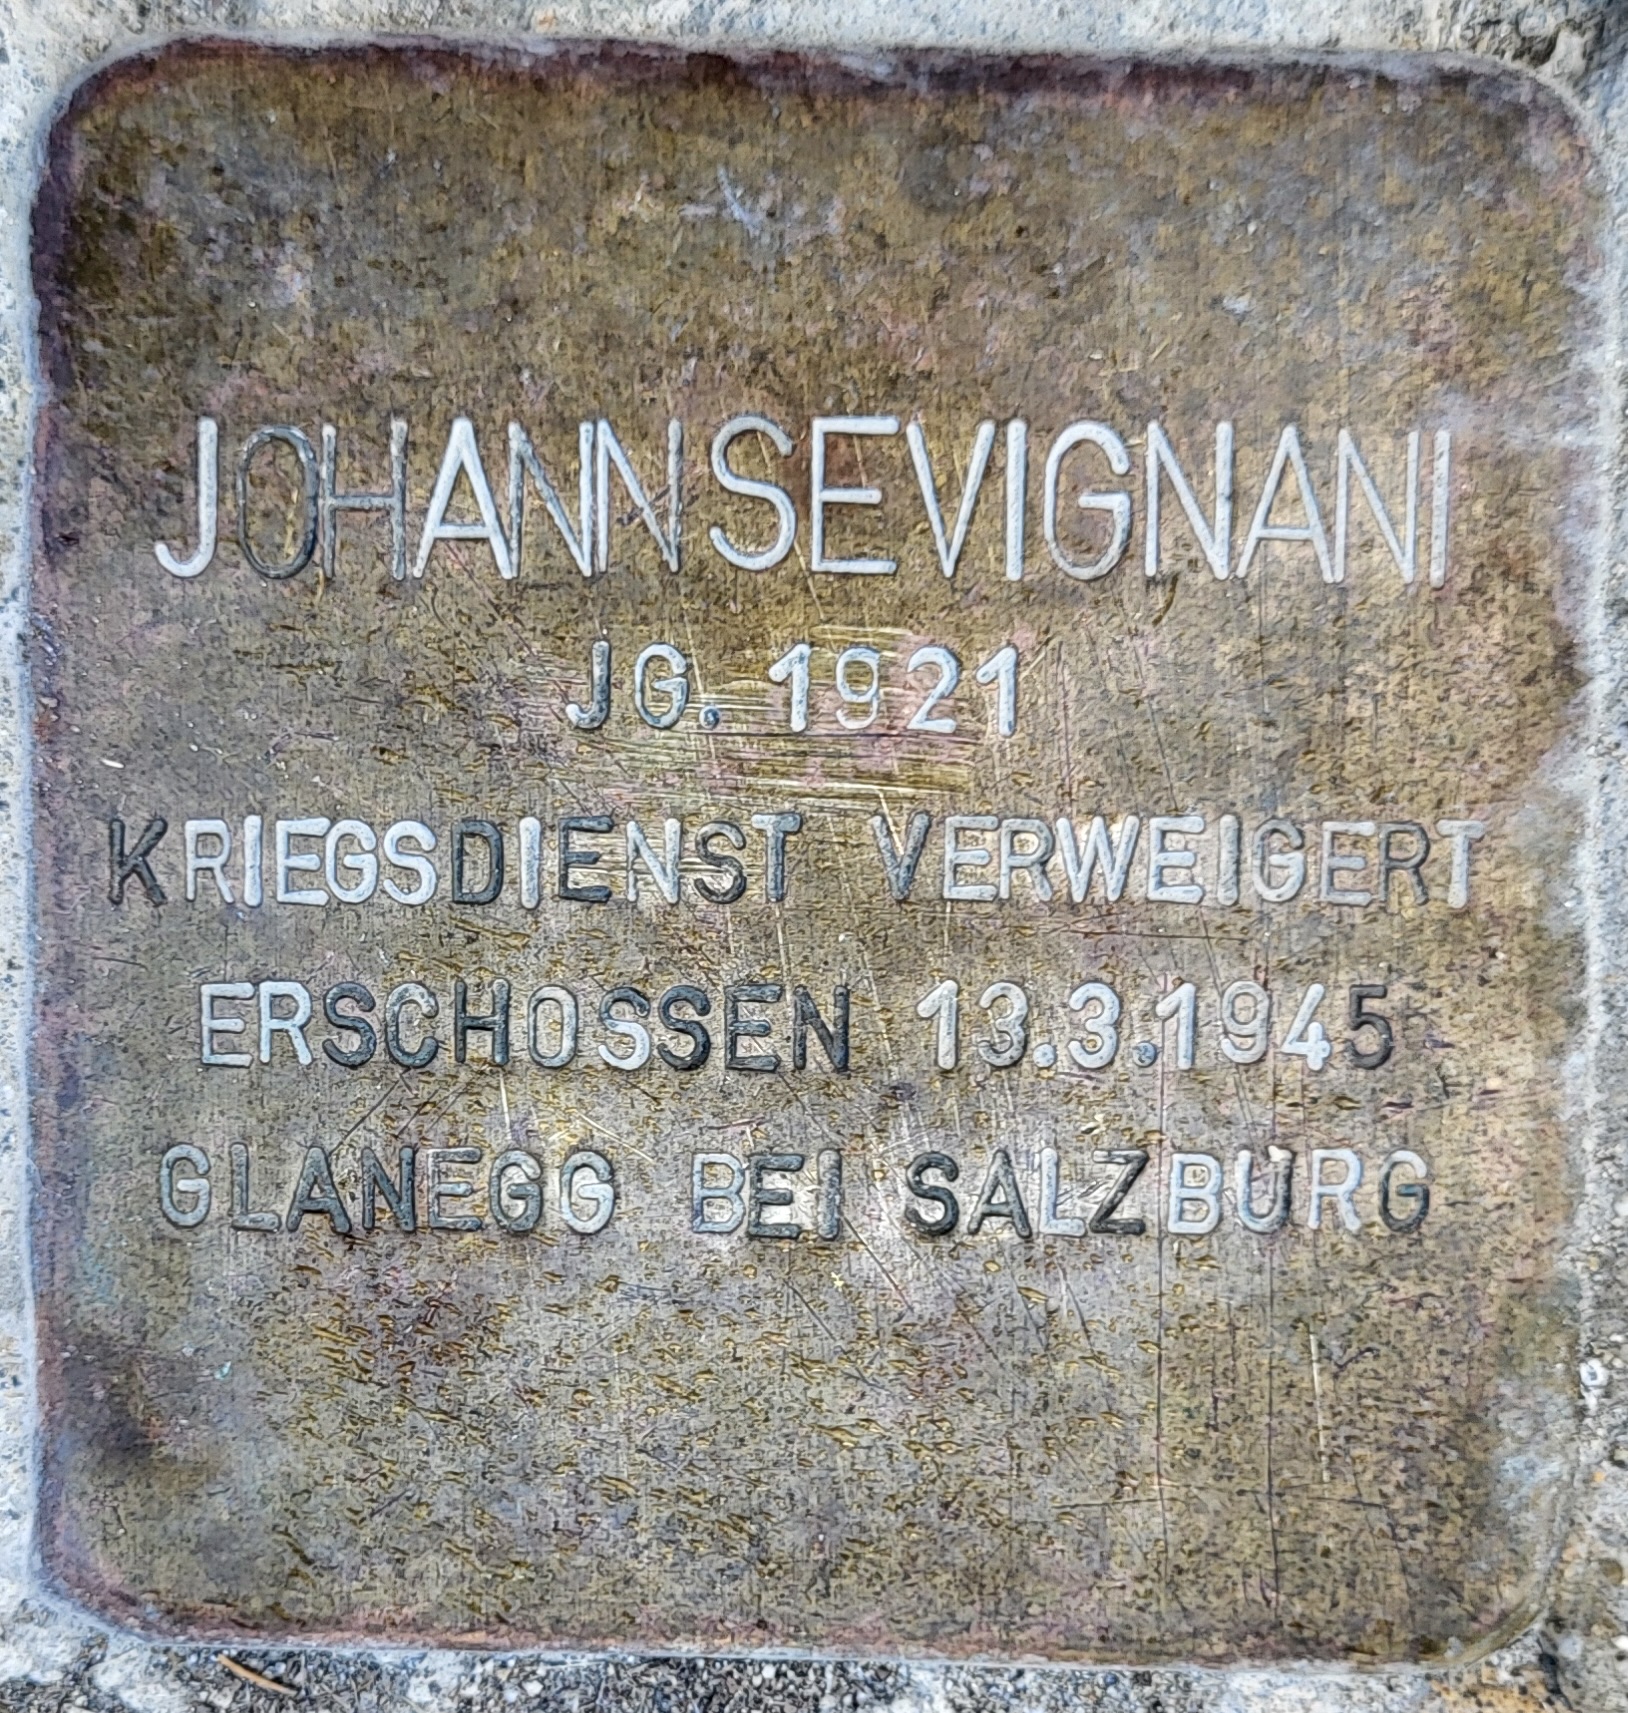 JOHANN SEVIGNANI
JG. 1921
KRIEGSDIENST VERWEIGERT
ERSCHOSSEN 13.3.1945
GLANEGG BEI SALZBURG